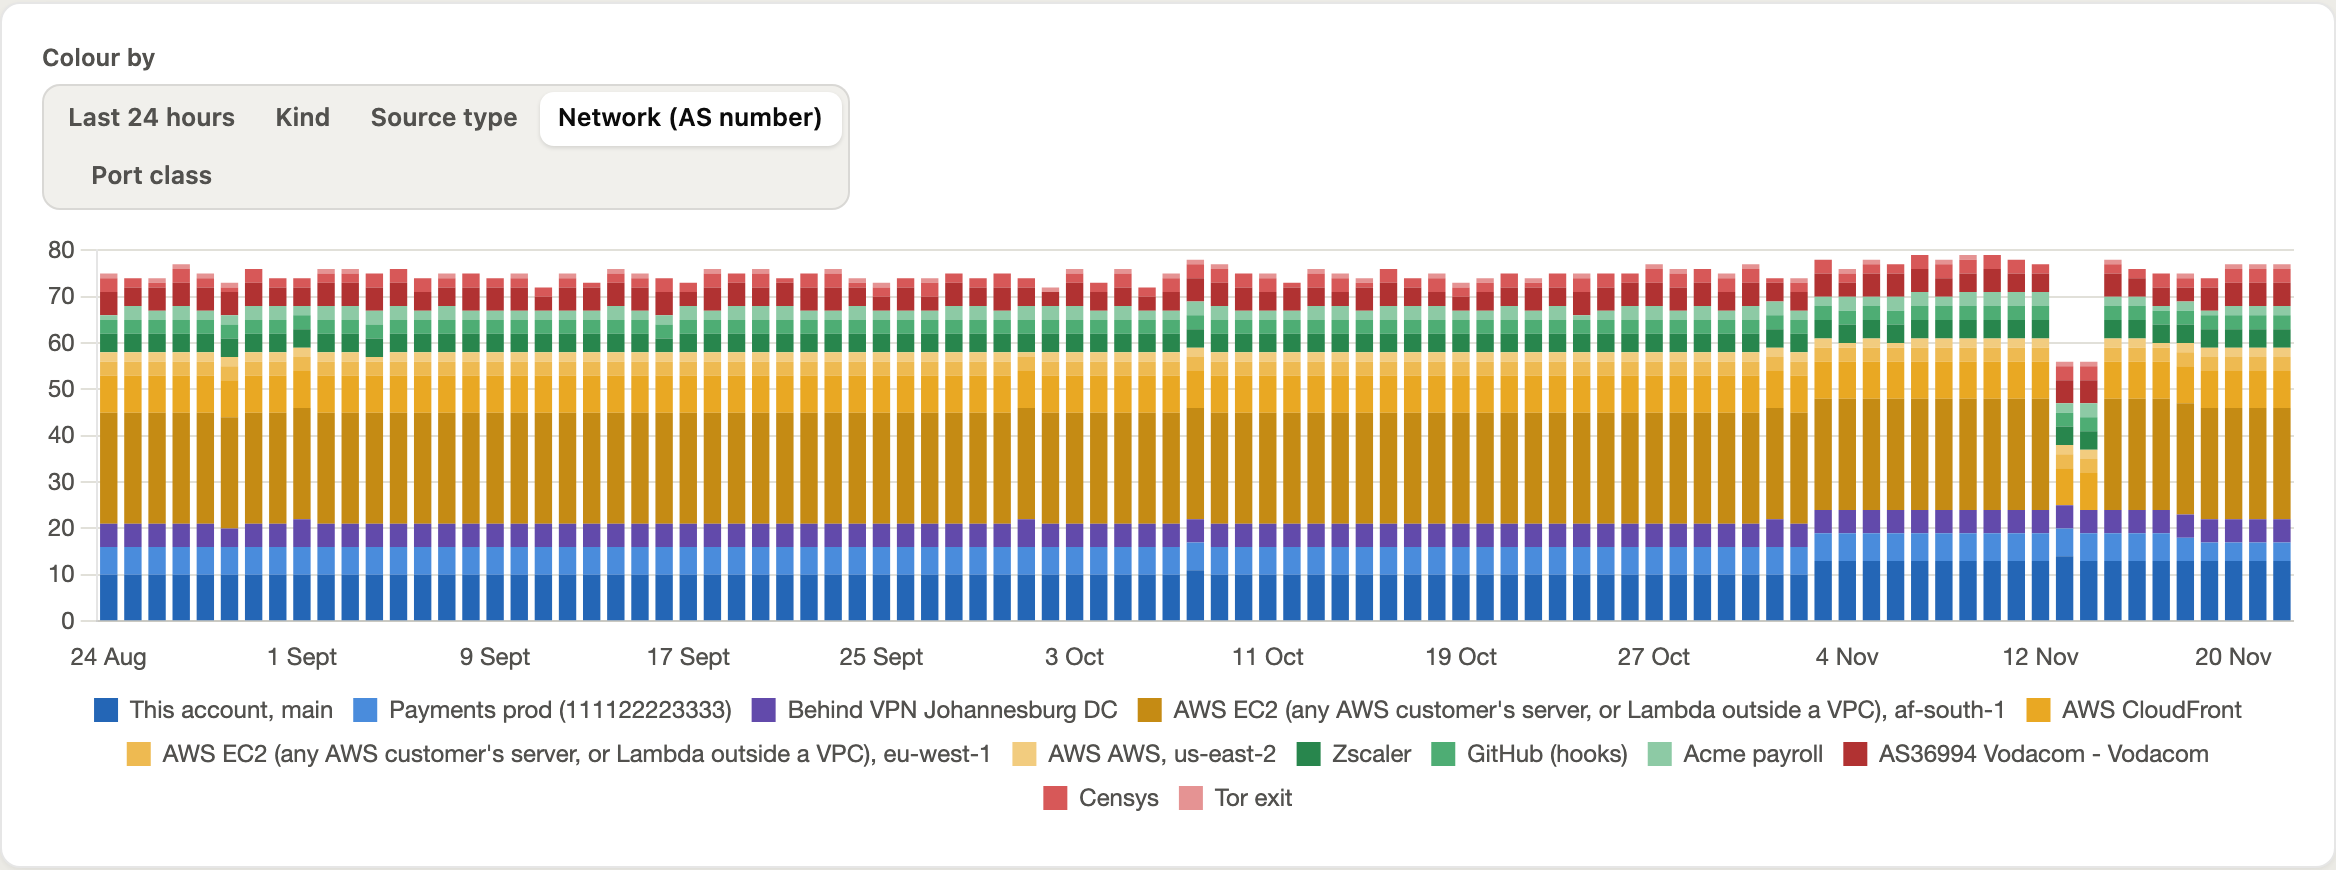 Colour by
Last 24 hours Kind Source type Network (AS number)
Port class
80
70
60
50
40
30
20
10
0
24 Aug 1 Sept 9 Sept 17 Sept 25 Sept 3 Oct 11 Oct 19 Oct 27 Oct 4 Nov 12 Nov 20 Nov
This account, main Payments prod (111122223333) Behind VPN Johannesburg DC AWS EC2 (any AWS customer's server, or Lambda outside a VPC), af-south-1 AWS CloudFront
AWS EC2 (any AWS customer's server, or Lambda outside a VPC), eu-west-1 AWS AWS, us-east-2 Zscaler GitHub (hooks) Acme payroll AS36994 Vodacom - Vodacom
Censys Tor exit